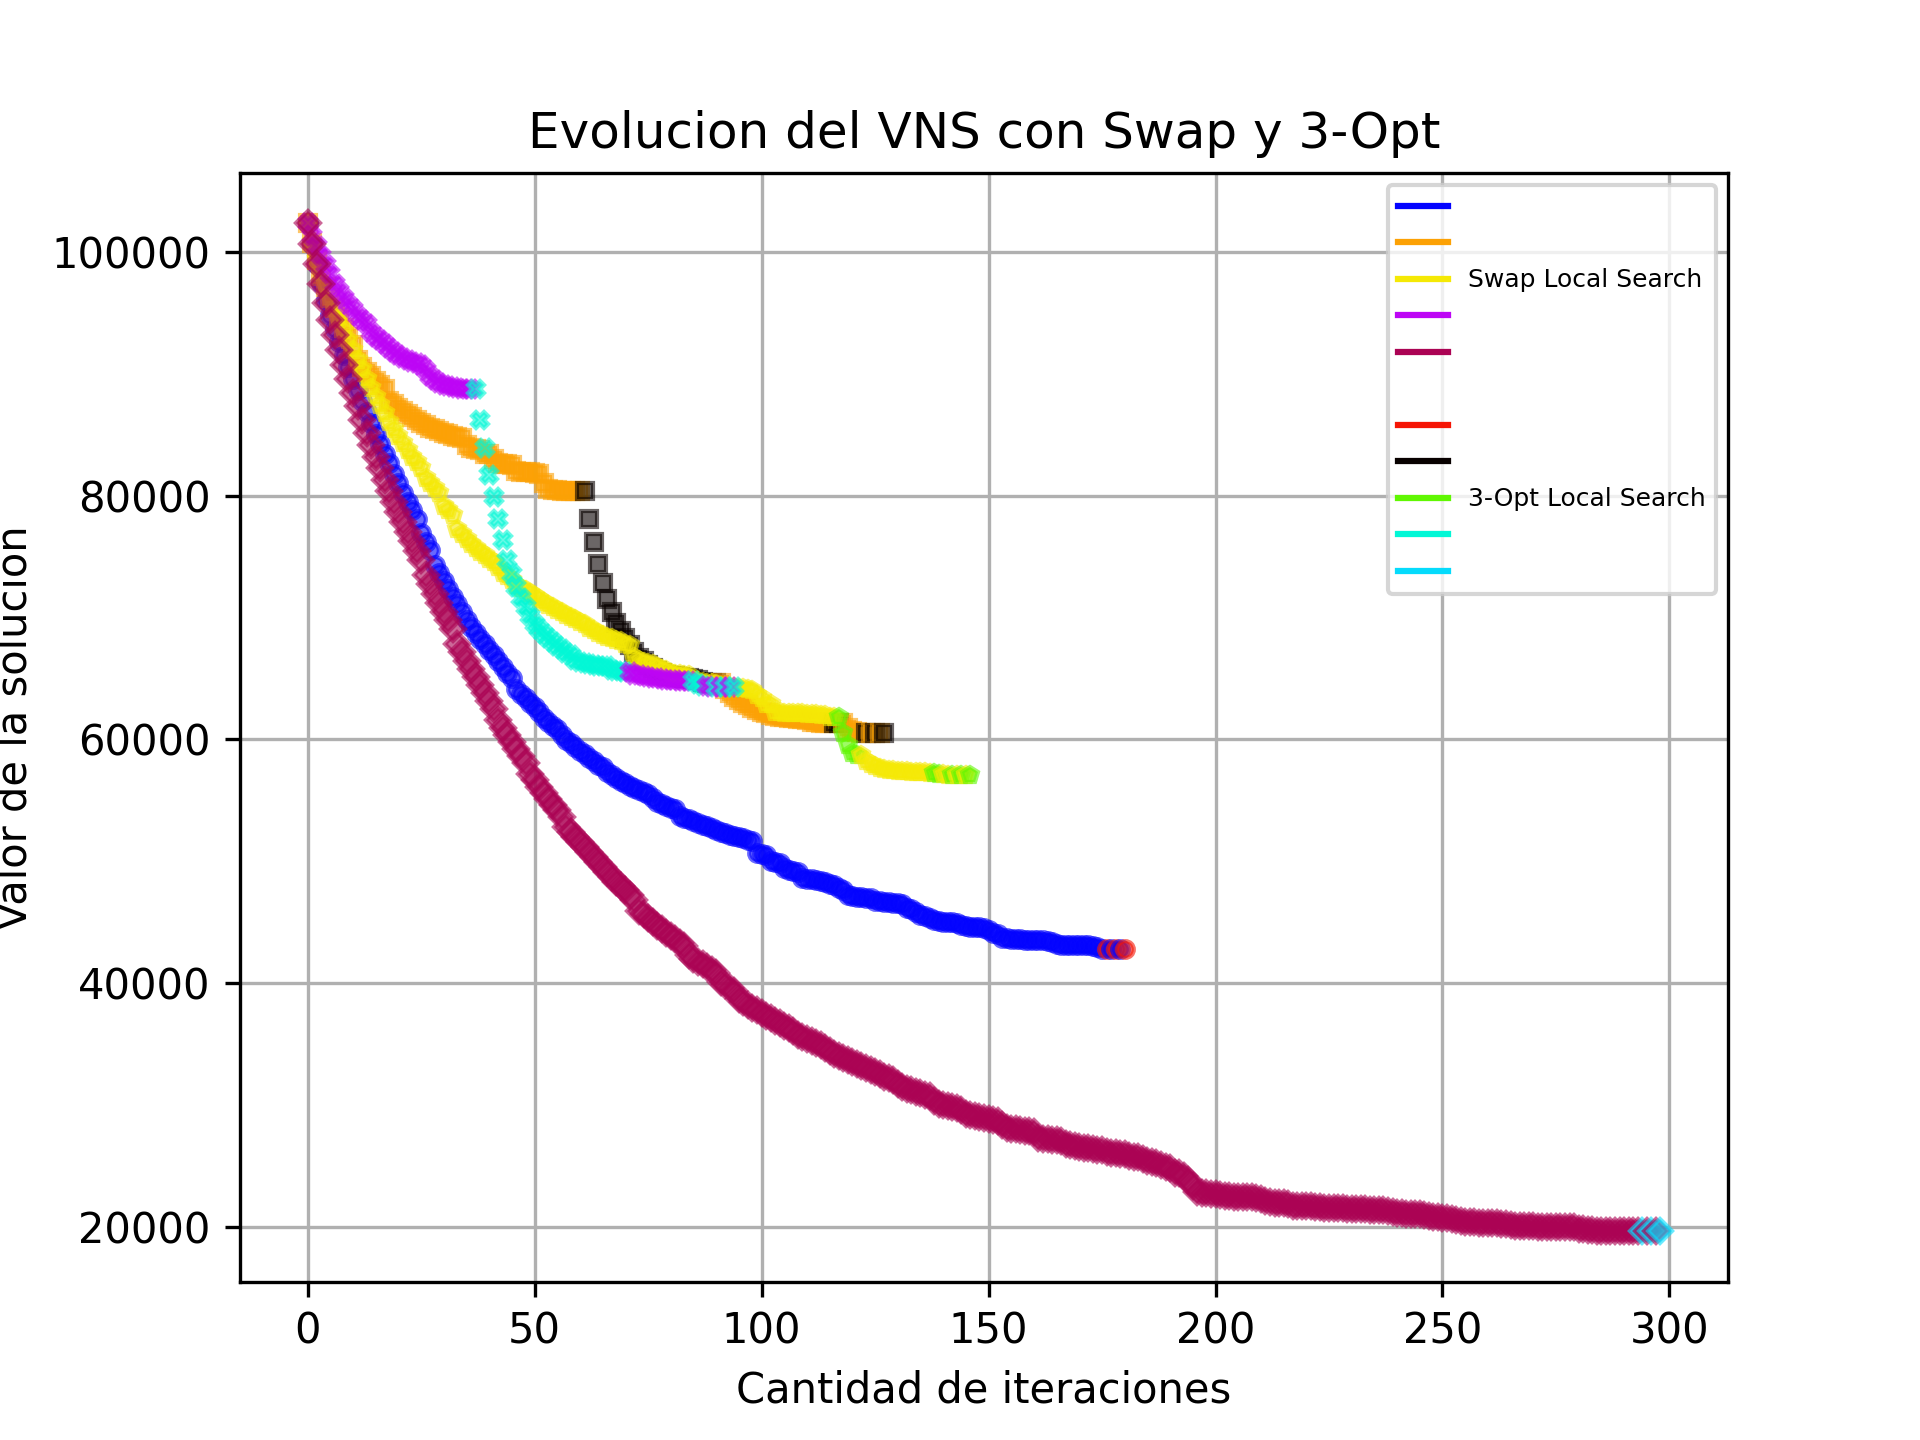 Evolucion del VNS con Swap y 3-Opt
Valor de la solucion
100000
80000
60000
40000
20000
Swap Local Search
3-Opt Local Search
0 50 100 150 200 250 300
Cantidad de iteraciones